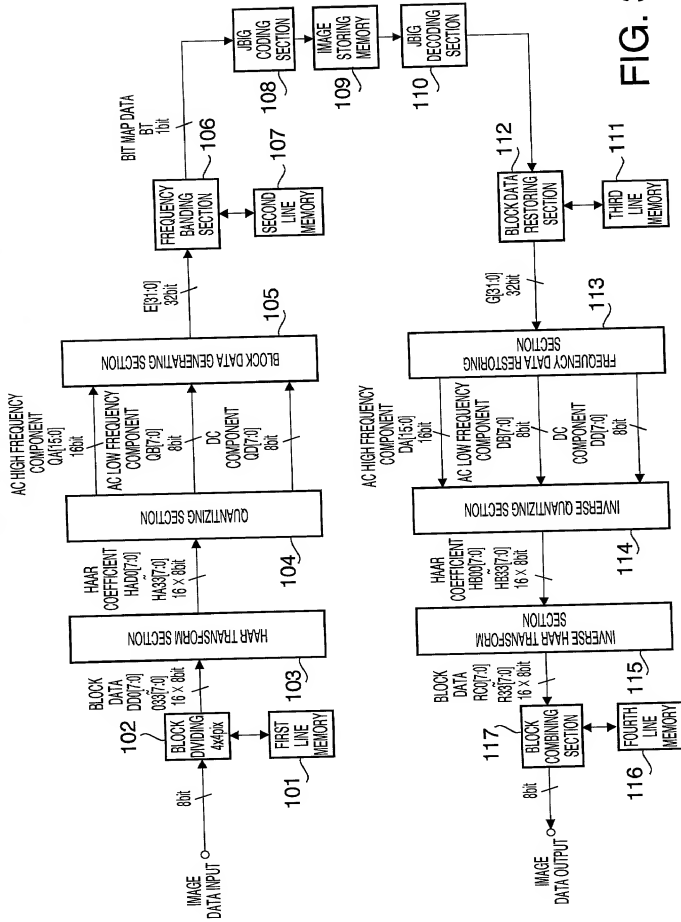 IMAGE
DATA INPUT
8bit
102
BLOCK
DIVIDING
4x4pix
FIRST
LINE
MEMORY
101
BLOCK
DATA
DD0[7:0]
~
033[7:0]
16 × 8bit
HAAR TRANSFORM SECTION
103
HAAR
COEFFICIENT
HAD0[7:0]
~
HA33[7:0]
16 × 8bit
QUANTIZING SECTION
104
AC HIGH FREQUENCY
COMPONENT
QA[15:0]
16bit
AC LOW FREQUENCY
COMPONENT
QB[7:0]
8bit
DC
COMPONENT
QD[7:0]
8bit
BLOCK DATA GENERATING SECTION
105
E[31:0]
32bit
FREQUENCY
BANDING
SECTION
106
SECOND
LINE
MEMORY
107
BIT MAP DATA
BT
1bit
JBIG
CODING
SECTION
108
IMAGE
STORING
MEMORY
109
JBIG
DECODING
SECTION
110
BLOCK DATA
RESTORING
SECTION
112
THIRD
LINE
MEMORY
111
G[31:0]
32bit
FREQUENCY DATA RESTORING
SECTION
113
AC HIGH FREQUENCY
COMPONENT
DA[15:0]
16bit
AC LOW FREQUENCY
COMPONENT
DB[7:0]
8bit
DC
COMPONENT
DD[7:0]
8bit
INVERSE QUANTIZING SECTION
114
HAAR
COEFFICIENT
HB00[7:0]
~
HB33[7:0]
16 × 8bit
INVERSE HAAR TRANSFORM
SECTION
115
BLOCK
DATA
RC0[7:0]
~
R33[7:0]
16 × 8bit
117
BLOCK
COMBINING
SECTION
FOURTH
LINE
MEMORY
116
8bit
IMAGE
DATA OUTPUT
FIG.